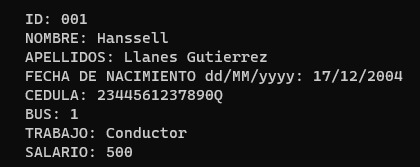 ID: 001
NOMBRE: Hanssell
APELLIDOS: Llanes Gutierrez
FECHA DE NACIMIENTO dd/MM/yyyy: 17/12/2004
CEDULA: 2344561237890Q
BUS: 1
TRABAJO: Conductor
SALARIO: 500